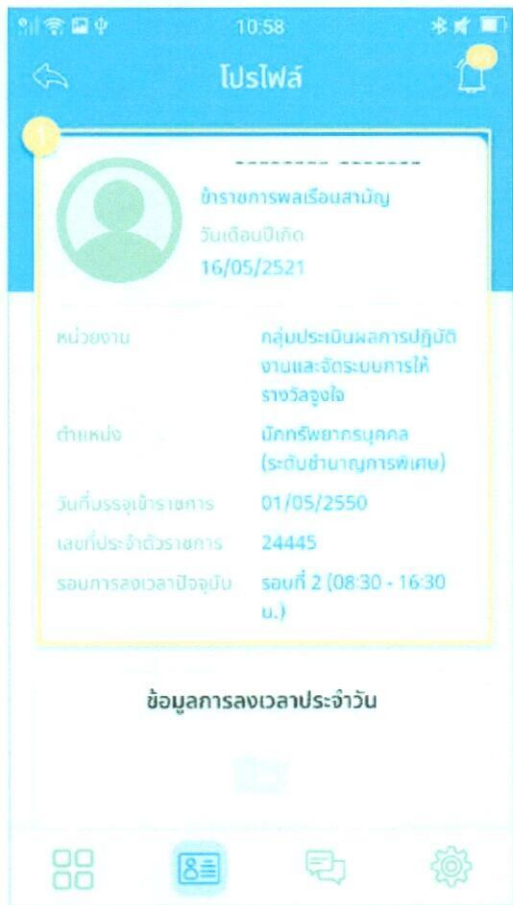 10:58
โปรไฟล์
1
ข้าราชการพลเรือนสามัญ
วันเดือนปีเกิด
16/05/2521
หน่วยงาน
กลุ่มประเมินผลการปฏิบัติ
งานและจัดระบบการให้
รางวัลจูงใจ
ตำแหน่ง
นักทรัพยากรบุคคล
(ระดับชำนาญการพิเศษ)
วันที่บรรจุเข้าราชการ 01/05/2550
เลขที่ประจำตัวราชการ 24445
รอบการลงเวลาปัจจุบัน รอบที่ 2 (08:30 - 16:30
น.)
ข้อมูลการลงเวลาประจำวัน